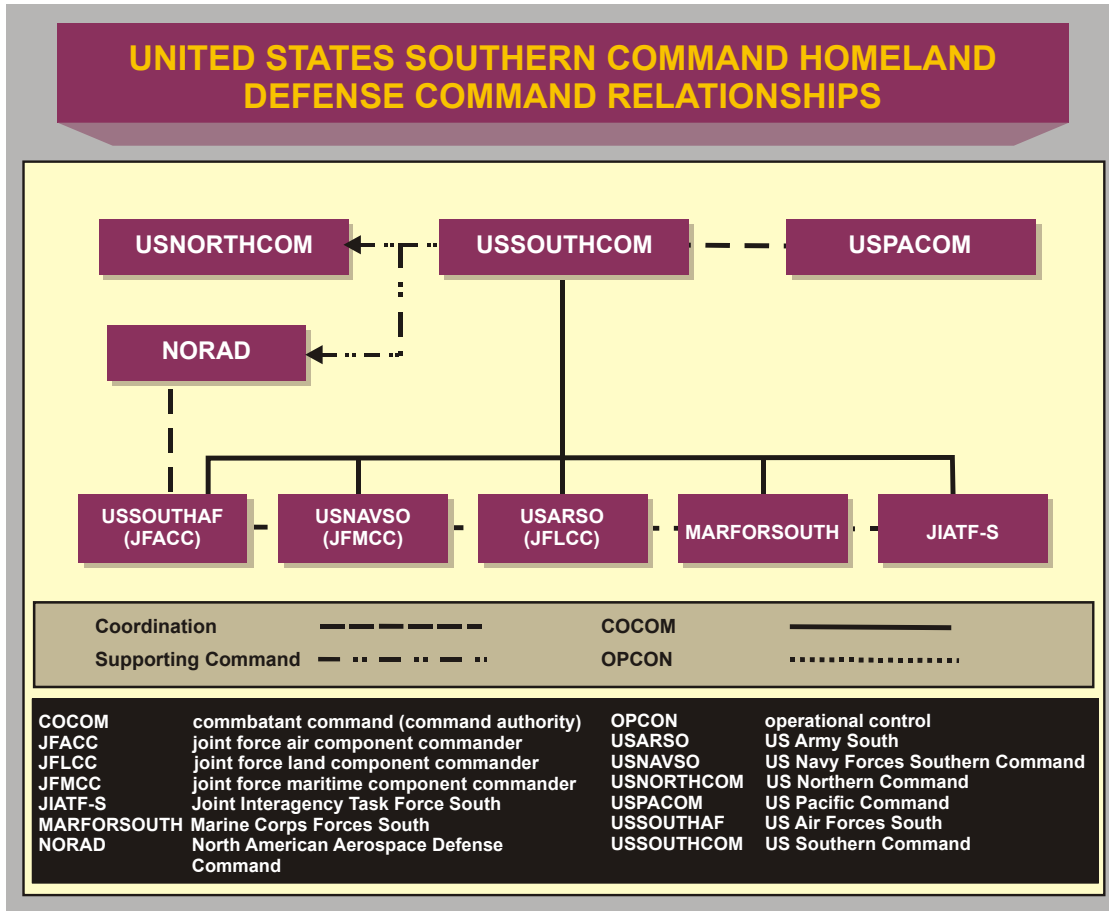 UNITED STATES SOUTHERN COMMAND HOMELAND
DEFENSE COMMAND RELATIONSHIPS
USNORTHCOM
USSOUTHCOM
USPACOM
NORAD
USSOUTHAF
(JFACC)
USNAVSO
(JFMCC)
USARSO
(JFLCC)
MARFORSOUTH
JIATF-S
Coordination
COCOM
Supporting Command
OPCON
COCOM commbatant command (command authority)
JFACC joint force air component commander
JFLCC joint force land component commander
JFMCC joint force maritime component commander
JIATF-S Joint Interagency Task Force South
MARFORSOUTH Marine Corps Forces South
NORAD North American Aerospace Defense
Command
OPCON operational control
USARSO US Army South
USNAVSO US Navy Forces Southern Command
USNORTHCOM US Northern Command
USPACOM US Pacific Command
USSOUTHAF US Air Forces South
USSOUTHCOM US Southern Command